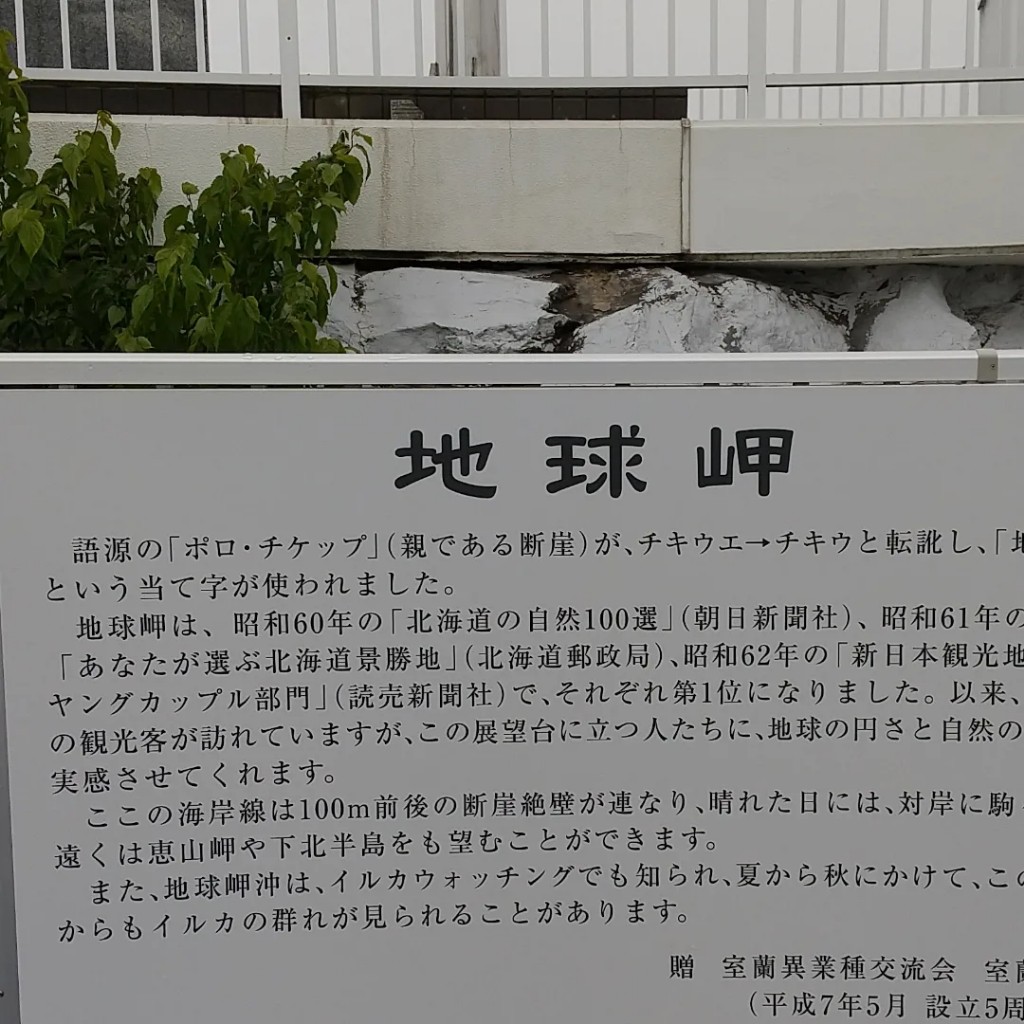 地球岬
語源の「ポロ・チケップ」(親である断崖)が、チキウエ→チキウと転訛し、「地
という当て字が使われました。
地球岬は、昭和60年の「北海道の自然100選」(朝日新聞社)、昭和61年の
「あなたが選ぶ北海道景勝地」(北海道郵政局)、昭和62年の「新日本観光地
ヤングカップル部門」(読売新聞社)で、それぞれ第1位になりました。以来、
の観光客が訪れていますが、この展望台に立つ人たちに、地球の円さと自然の
実感させてくれます。
ここの海岸線は100m前後の断崖絶壁が連なり、晴れた日には、対岸に駒
遠くは恵山岬や下北半島をも望むことができます。
また、地球岬沖は、イルカウォッチングでも知られ、夏から秋にかけて、この
からもイルカの群れが見られることがあります。
贈 室蘭異業種交流会 室蘭
(平成7年5月 設立5周